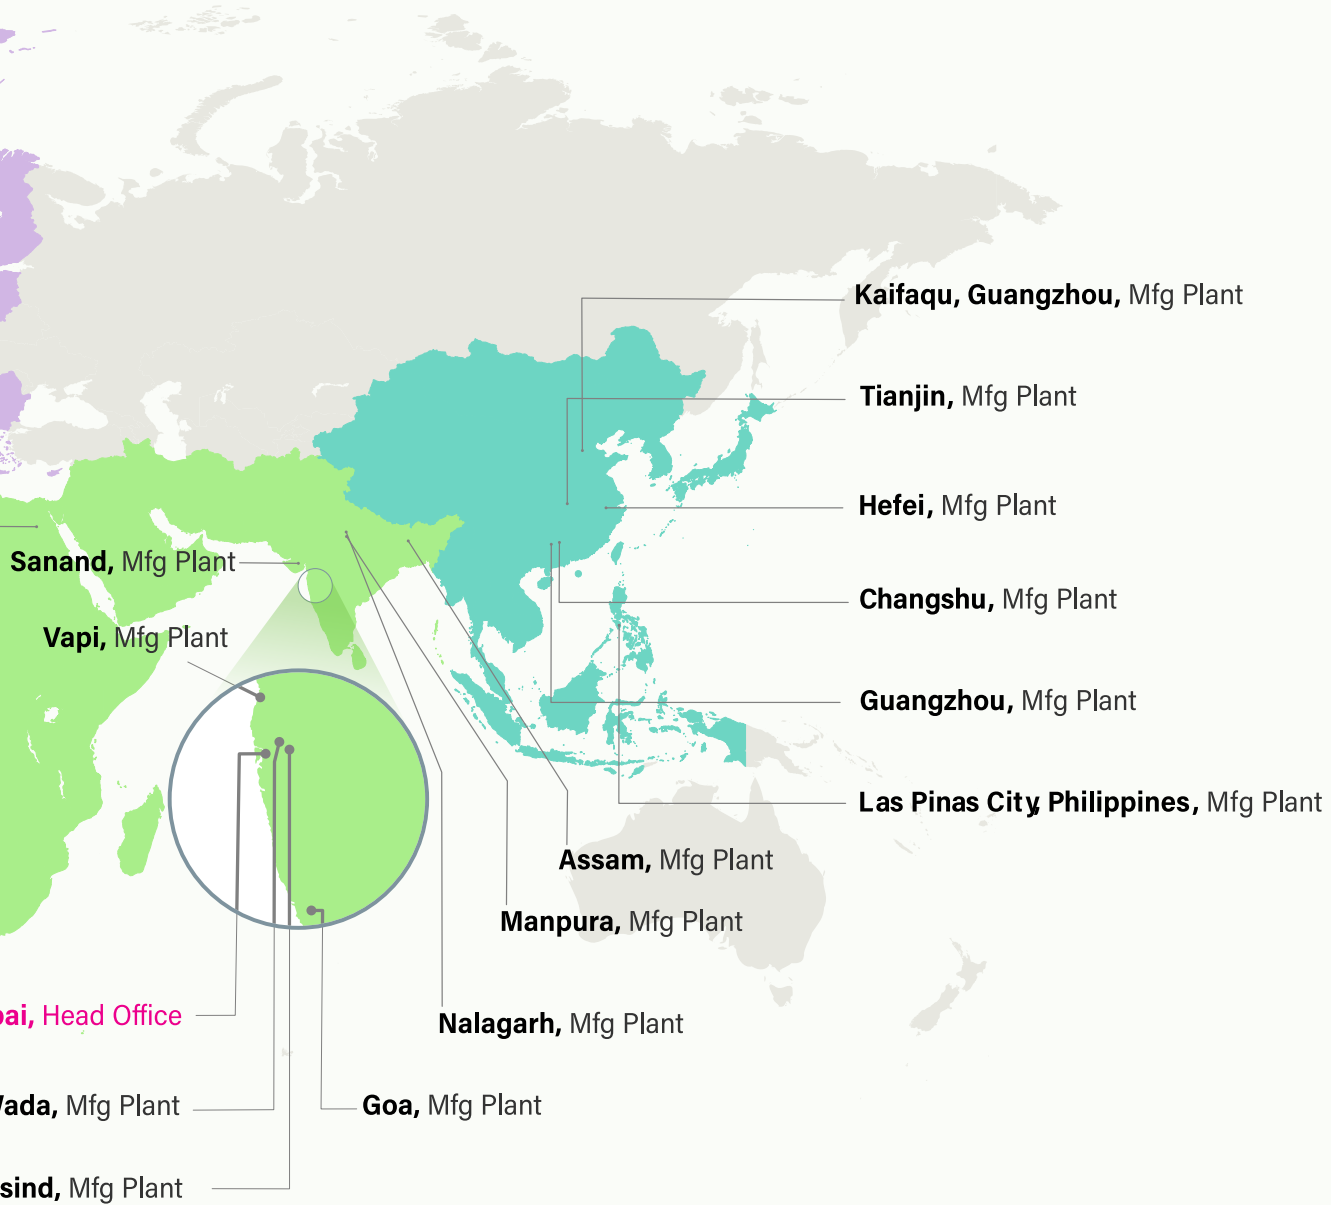 Kaifaqu, Guangzhou, Mfg Plant
Tianjin, Mfg Plant
Hefei, Mfg Plant
Sanand, Mfg Plant
Changshu, Mfg Plant
Vapi, Mfg Plant
Guangzhou, Mfg Plant
Las Pinas City, Philippines, Mfg Plant
Assam, Mfg Plant
Manpura, Mfg Plant
Head Office
Nalagarh, Mfg Plant
Mfg Plant
Goa, Mfg Plant
Mfg Plant